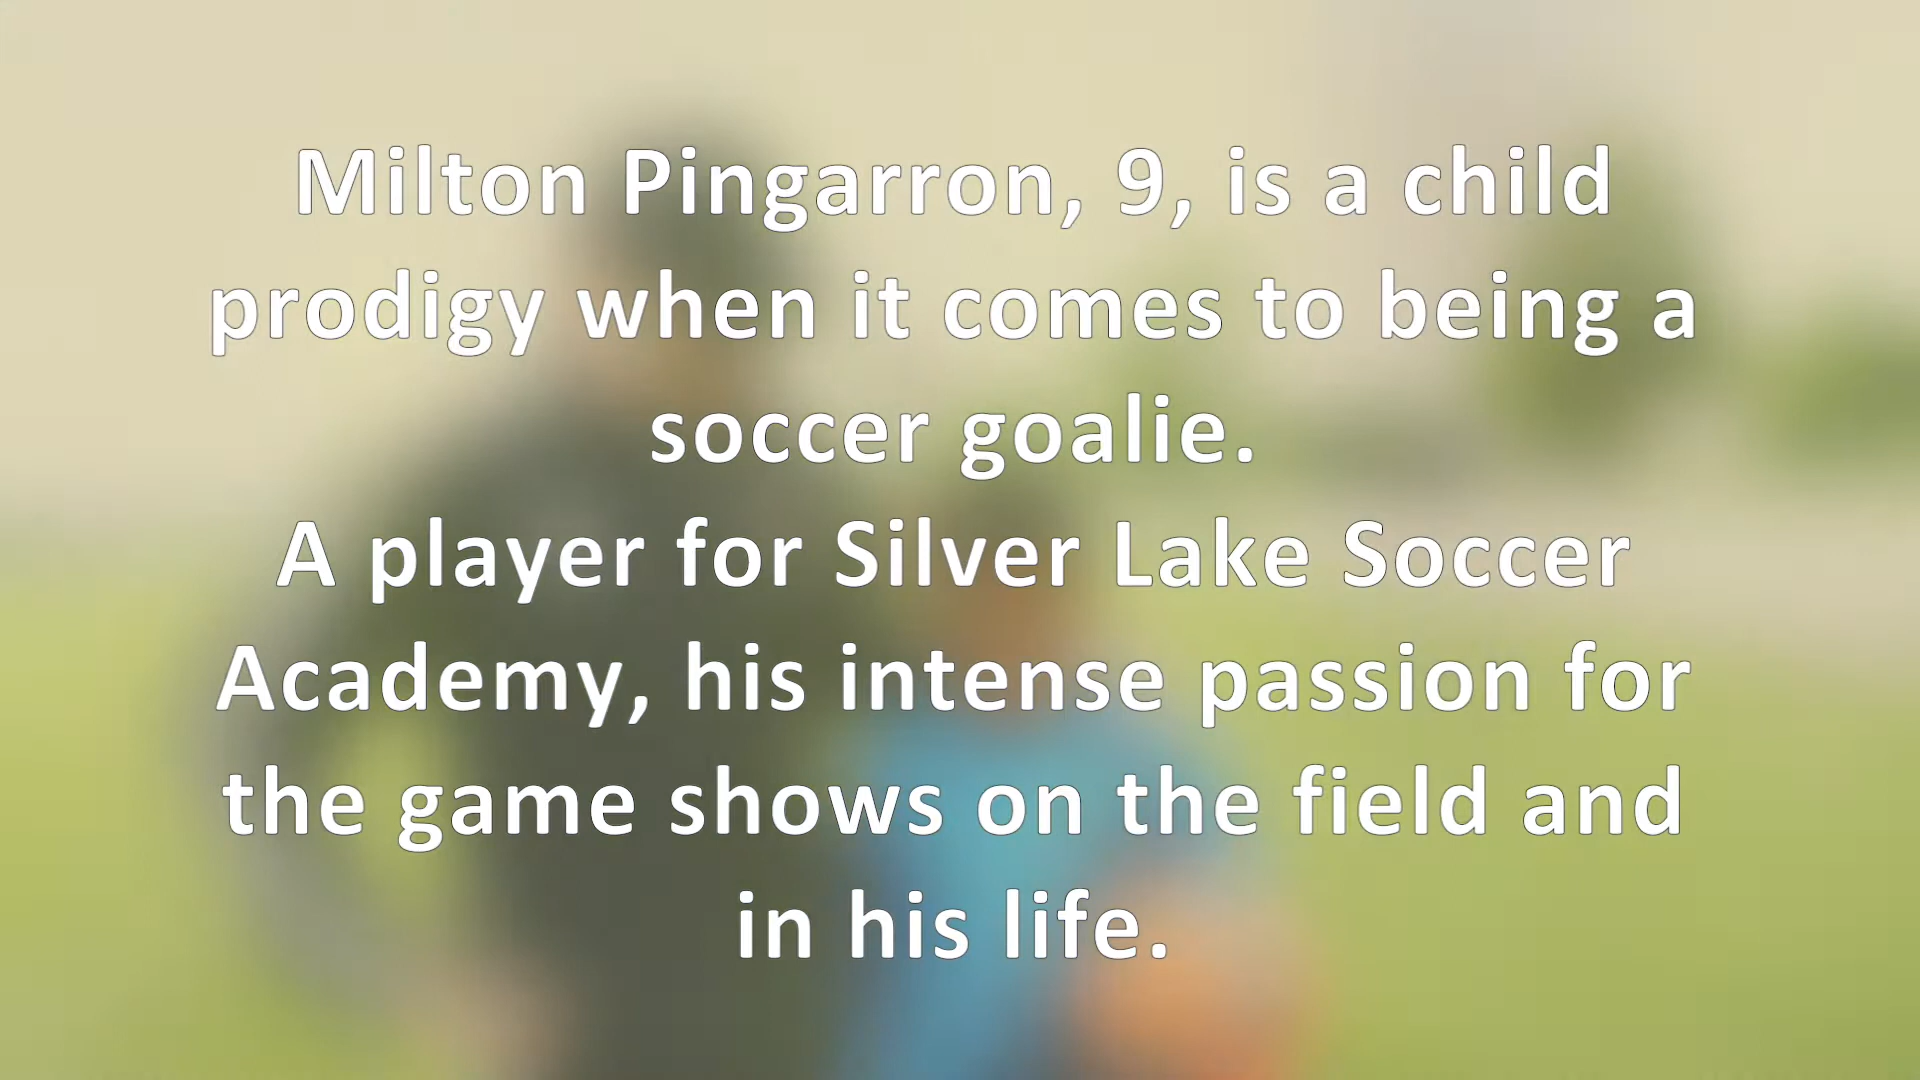 Milton Pingarron, 9, is a child
prodigy when it comes to being a
soccer goalie.
A player for Silver Lake Soccer
Academy, his intense passion for
the game shows on the field and
in his life.